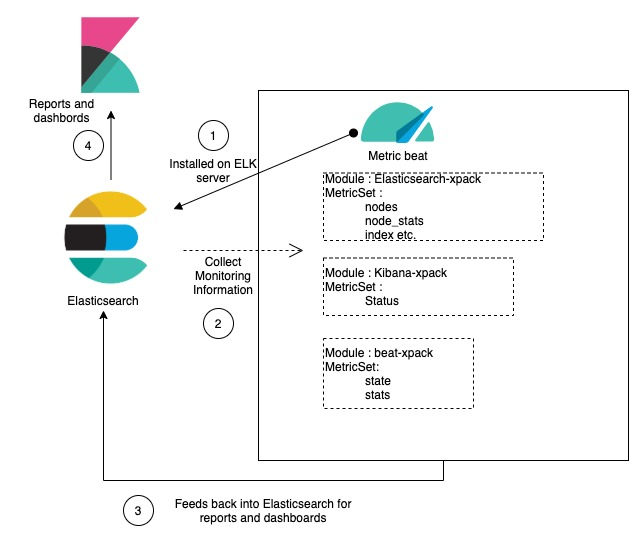 Reports and
dashbords
4
1
Installed on ELK
server
Metric beat
Module : Elasticsearch-xpack
MetricSet :
nodes
node_stats
index etc.
Elasticsearch
Collect
Monitoring
Information
2
Module : Kibana-xpack
MetricSet :
Status
Module : beat-xpack
MetricSet:
state
stats
3
Feeds back into Elasticsearch for
reports and dashboards